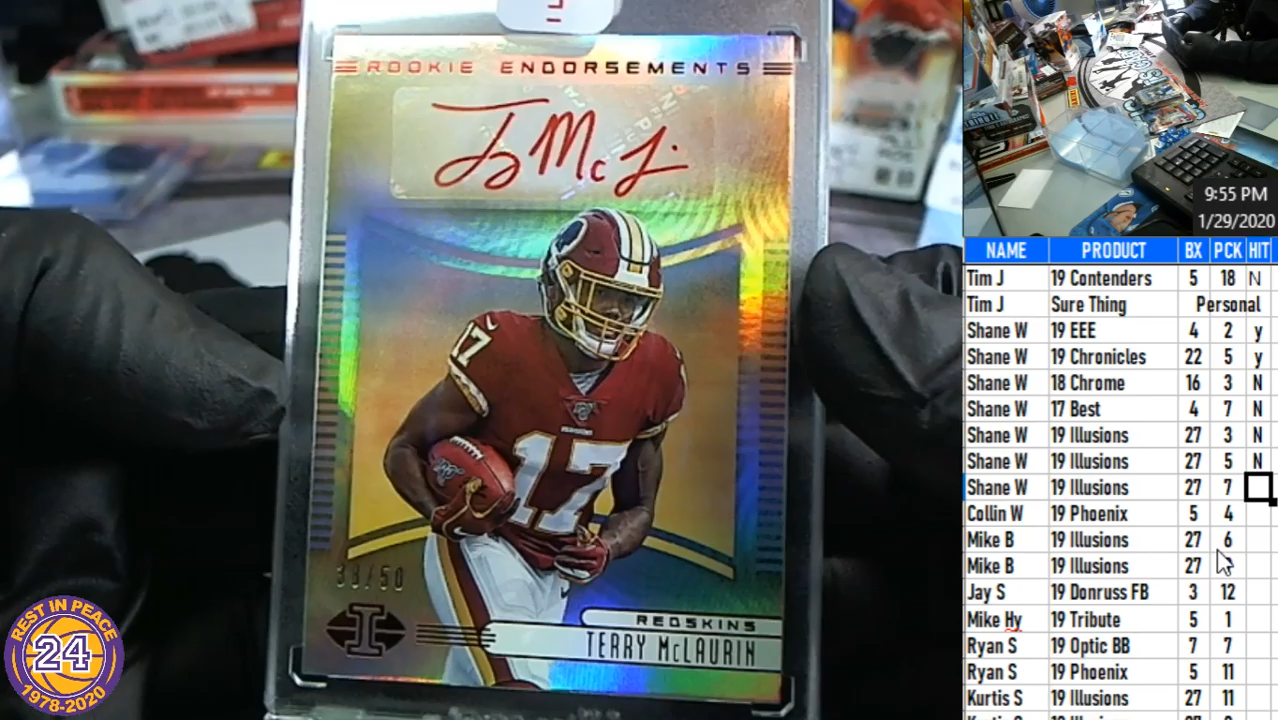 ROOKIE ENDORSEMENTS
17
17
33/50
I
REDSKINS
TERRY McLAURIN
REST IN PEACE
24
1978-2020
9:55 PM
1/29/2020
NAME PRODUCT BX PCK HIT
Tim J 19 Contenders 5 18 N
Tim J Sure Thing Personal
Shane W 19 EEE 4 2 y
Shane W 19 Chronicles 22 5 y
Shane W 18 Chrome 16 3 N
Shane W 17 Best 4 7 N
Shane W 19 Illusions 27 3 N
Shane W 19 Illusions 27 5 N
Shane W 19 Illusions 27 7
Collin W 19 Phoenix 5 4
Mike B 19 Illusions 27 6
Mike B 19 Illusions 27
Jay S 19 Donruss FB 3 12
Mike Hy 19 Tribute 5 1
Ryan S 19 Optic BB 7 7
Ryan S 19 Phoenix 5 11
Kurtis S 19 Illusions 27 11